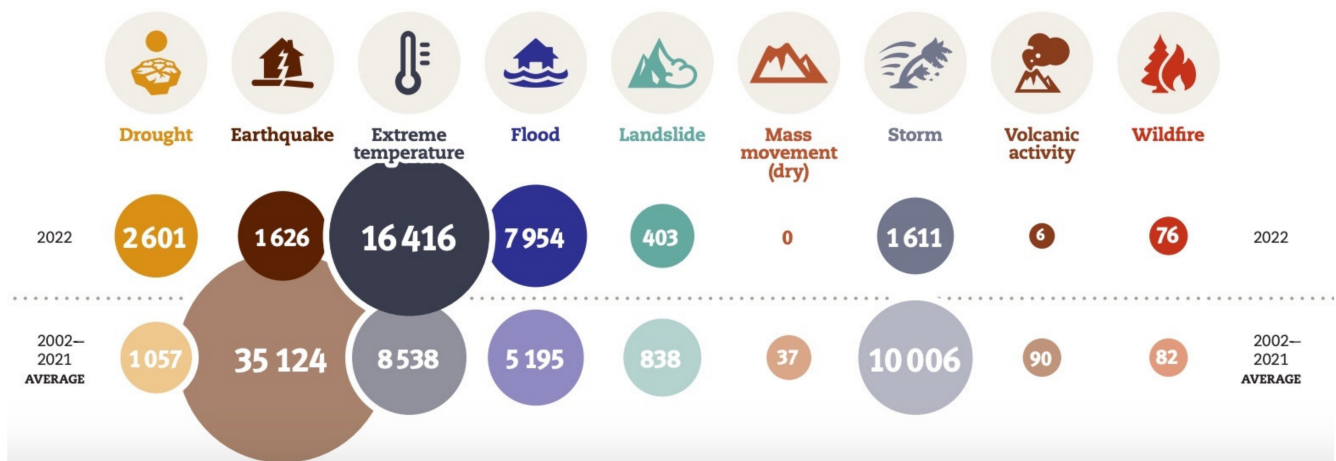 Drought
Earthquake
Extreme
temperature
Flood
Landslide
Mass
movement
(dry)
Storm
Volcanic
activity
Wildfire
2022
2 601
1 626
16 416
7 954
403
0
1 611
6
76
2022
2002—
2021
AVERAGE
1 057
35 124
8 538
5 195
838
37
10 006
90
82
2002—
2021
AVERAGE